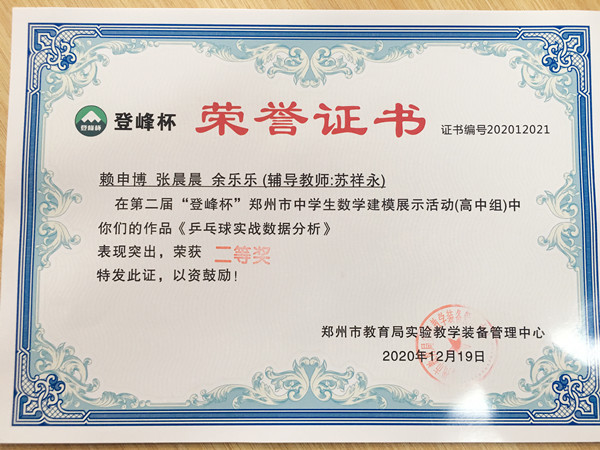 登峰杯
登峰杯 荣誉证书 证书编号202012021
赖申博 张晨晨 余乐乐(辅导教师:苏祥永)
在第二届“登峰杯”郑州市中学生数学建模展示活动(高中组)中
你们的作品《乒乓球实战数据分析》
表现突出，荣获 二等奖
特发此证，以资鼓励！
郑州市教育局实验教学装备管理中心
2020年12月19日